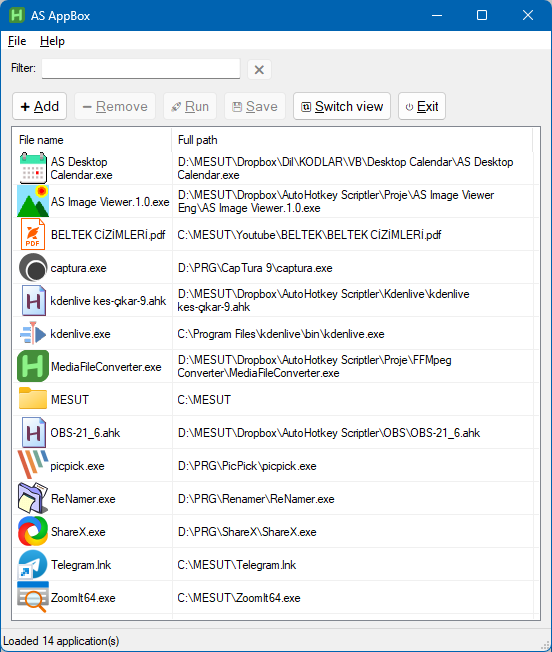 AS AppBox
File Help
Filter:
Add Remove Run Save Switch view Exit
File name Full path
AS Desktop Calendar.exe D:\MESUT\Dropbox\Dil\KODLAR\VB\Desktop Calendar\AS Desktop Calendar.exe
AS Image Viewer.1.0.exe D:\MESUT\Dropbox\AutoHotkey Scriptler\Proje\AS Image Viewer Eng\AS Image Viewer.1.0.exe
PDF BELTEK CİZİMLERİ.pdf C:\MESUT\Youtube\BELTEK\BELTEK CİZİMLERİ.pdf
captura.exe D:\PRG\CapTura 9\captura.exe
kdenlive kes-çıkar-9.ahk D:\MESUT\Dropbox\AutoHotkey Scriptler\Kdenlive\kdenlive kes-çıkar-9.ahk
kdenlive.exe C:\Program Files\kdenlive\bin\kdenlive.exe
MediaFileConverter.exe D:\MESUT\Dropbox\AutoHotkey Scriptler\Proje\FFMpeg Converter\MediaFileConverter.exe
MESUT C:\MESUT
OBS-21_6.ahk D:\MESUT\Dropbox\AutoHotkey Scriptler\OBS\OBS-21_6.ahk
picpick.exe D:\PRG\PicPick\picpick.exe
ReNamer.exe D:\PRG\Renamer\ReNamer.exe
ShareX.exe D:\PRG\ShareX\ShareX.exe
Telegram.lnk C:\MESUT\Telegram.lnk
ZoomIt64.exe C:\MESUT\ZoomIt64.exe
Loaded 14 application(s)